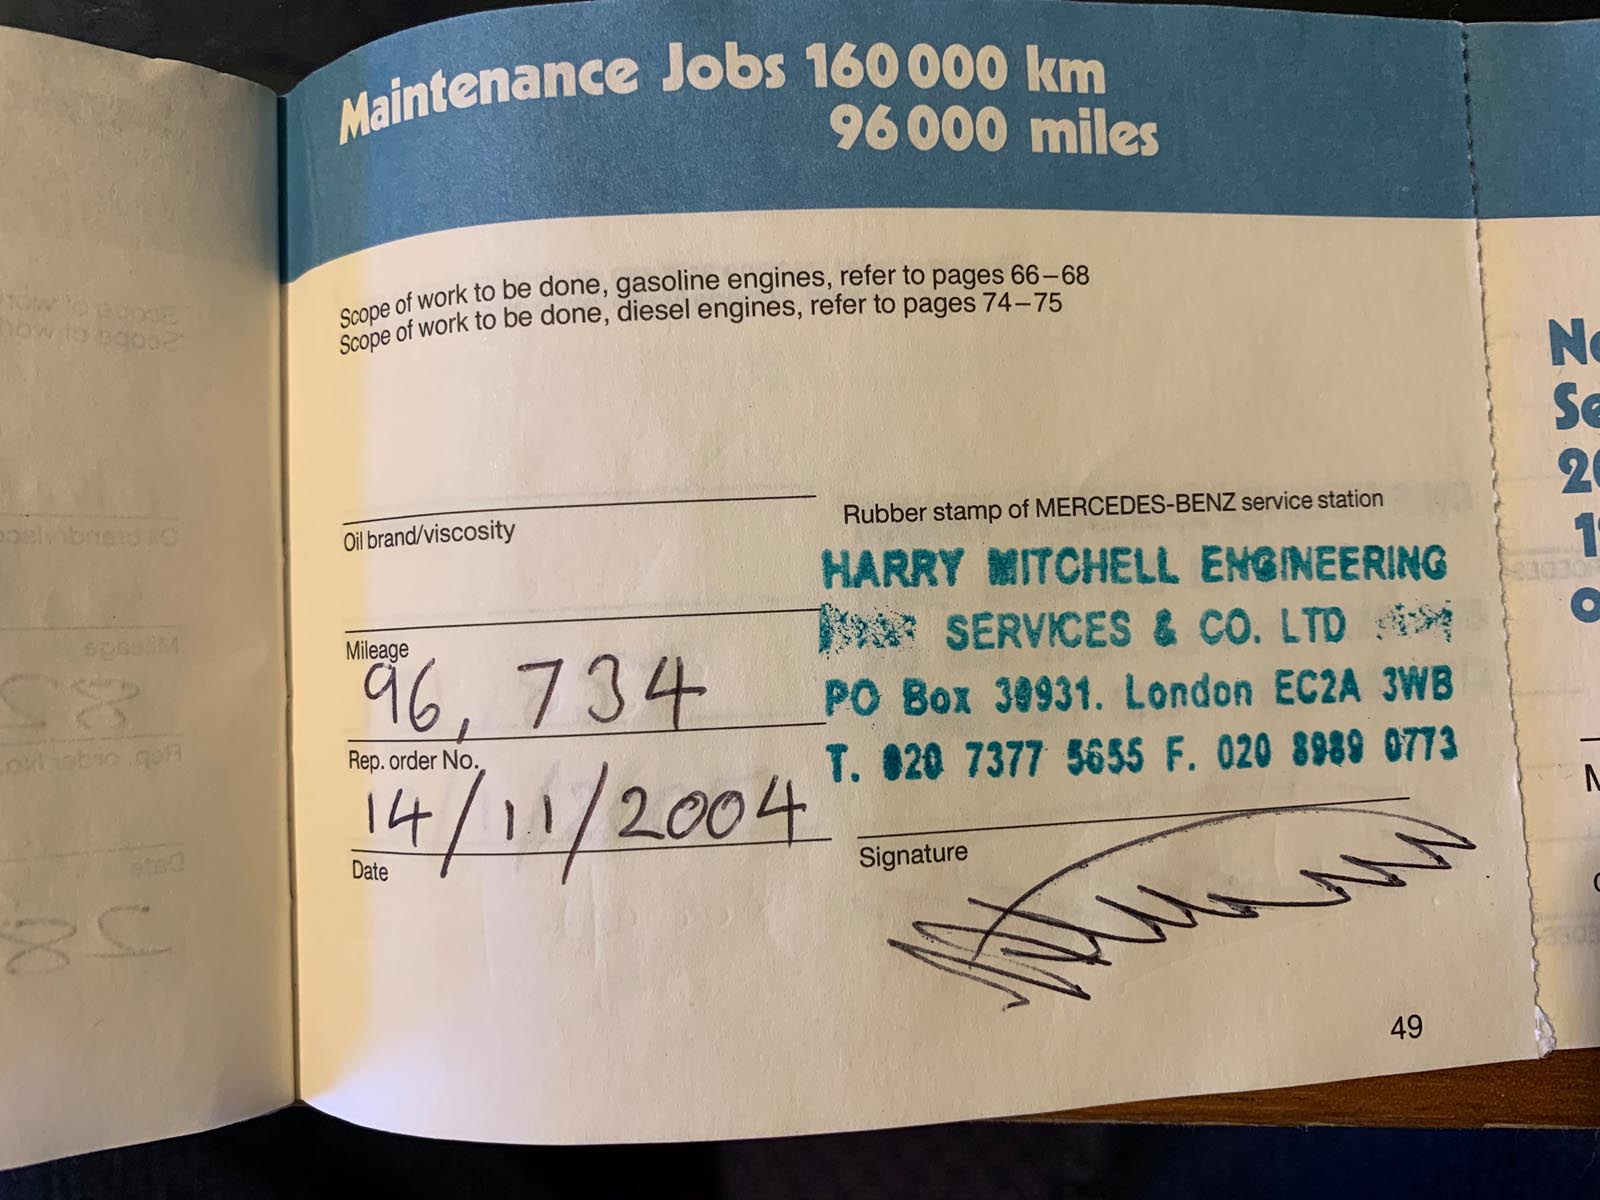 Maintenance Jobs 160 000 km
96 000 miles
Scope of work to be done, gasoline engines, refer to pages 66–68
Scope of work to be done, diesel engines, refer to pages 74–75
Oil brand/viscosity
Mileage
96,734
Rep. order No.
14/11/2004
Date
Rubber stamp of MERCEDES-BENZ service station
HARRY MITCHELL ENGINEERING
SERVICES & CO. LTD
PO Box 39931. London EC2A 3WB
T. 020 7377 5655 F. 020 8989 0773
Signature
49